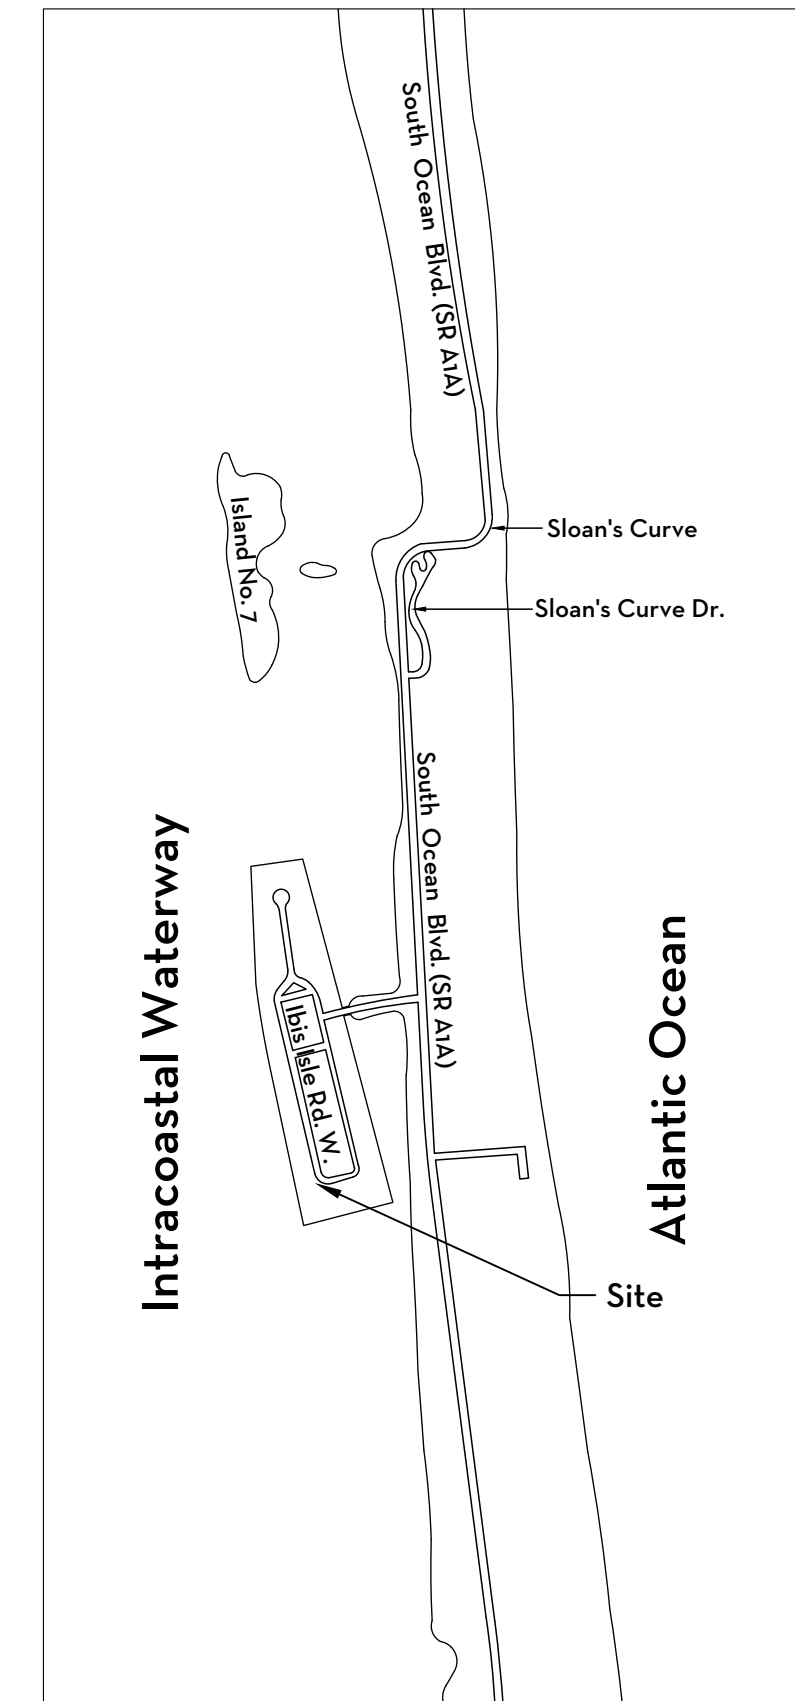 South Ocean Blvd. (SR A1A)
Sloan's Curve
Island No. 7
Sloan's Curve Dr.
South Ocean Blvd. (SR A1A)
Intracoastal Waterway
Atlantic Ocean
Ibis Isle Rd. W.
Site